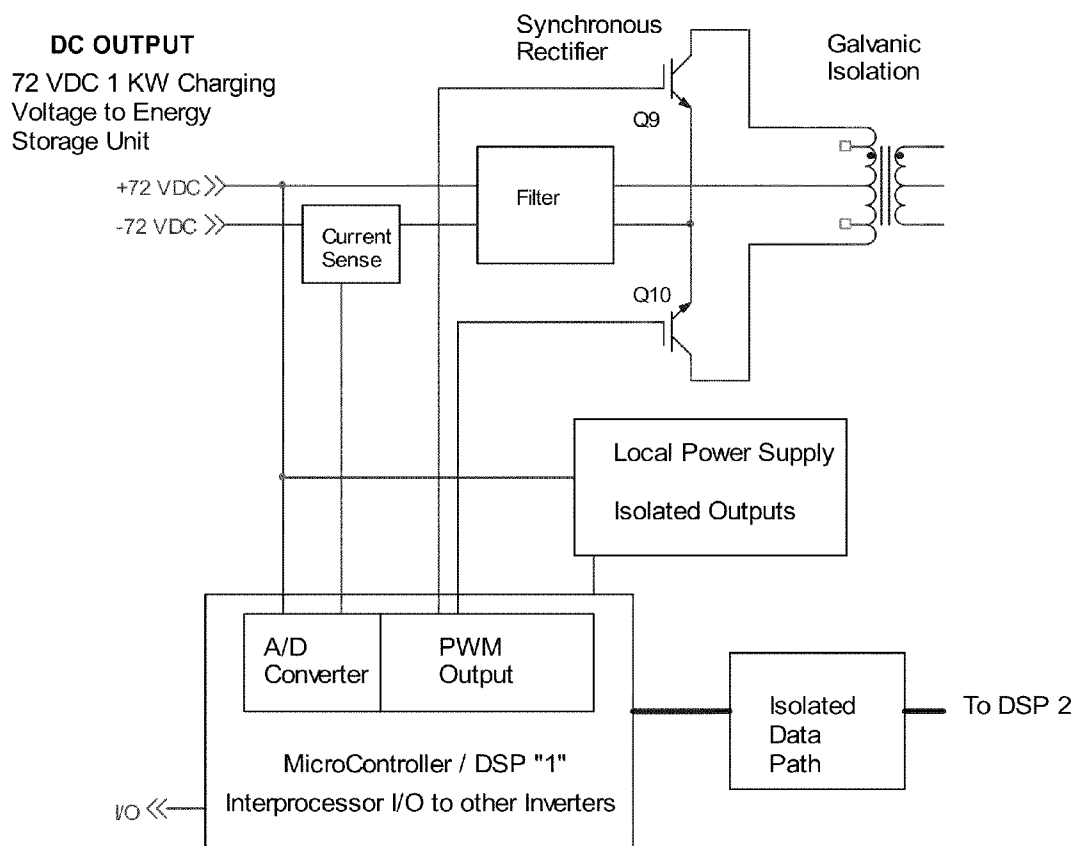 DC OUTPUT
72 VDC 1 KW Charging
Voltage to Energy
Storage Unit
Synchronous
Rectifier
Galvanic
Isolation
Q9
+72 VDC
-72 VDC
Filter
Current
Sense
Q10
Local Power Supply
Isolated Outputs
A/D
Converter
PWM
Output
Isolated
Data
Path
To DSP 2
MicroController / DSP "1"
Interprocessor I/O to other Inverters
I/O